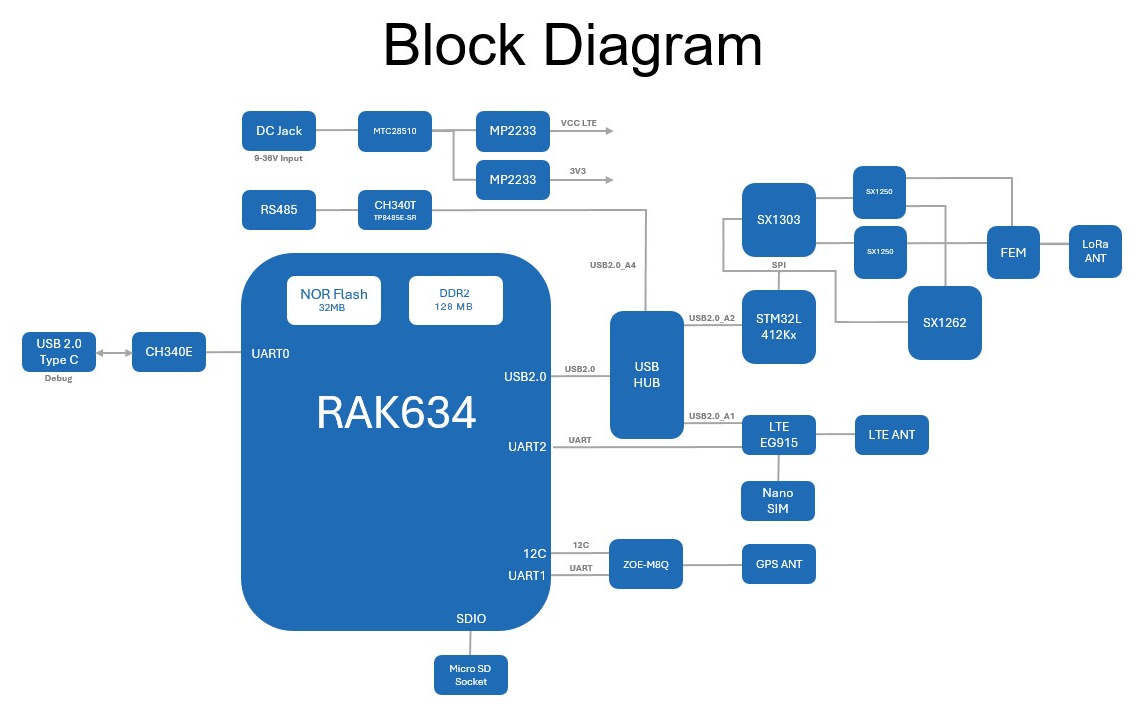 Block Diagram
DC Jack
9-36V Input
MTC28510
MP2233
VCC LTE
MP2233
3V3
RS485
CH340T
TP8485E-SR
USB2.0_A4
NOR Flash
32MB
DDR2
128 MB
USB 2.0
Type C
Debug
CH340E
UART0
RAK634
USB2.0
USB2.0
UART2
UART
12C
12C
UART1
UART
SDIO
Micro SD
Socket
USB
HUB
USB2.0_A2
USB2.0_A1
SX1303
SPI
STM32L
412Kx
SX1250
SX1250
FEM
LoRa
ANT
SX1262
LTE
EG915
LTE ANT
Nano
SIM
ZOE-M8Q
GPS ANT